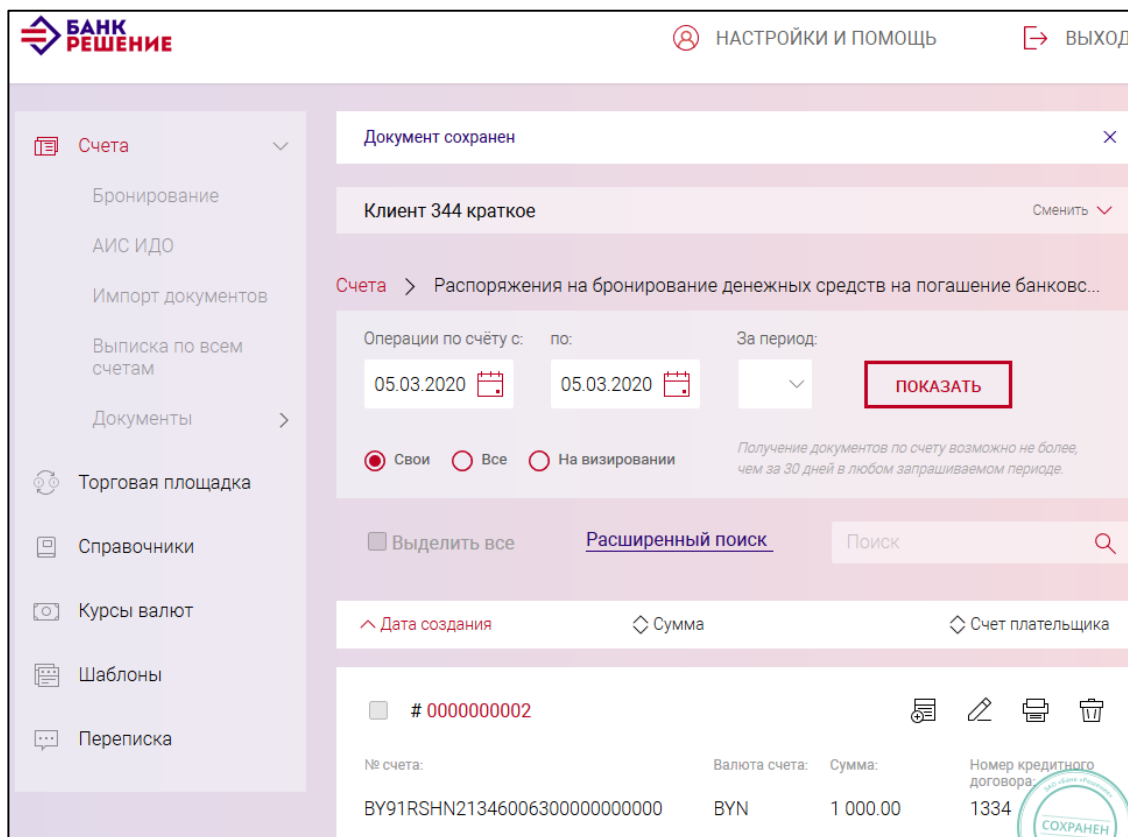 БАНК
РЕШЕНИЕ
НАСТРОЙКИ И ПОМОЩЬ
ВЫХОД
Счета
Бронирование
АИС ИДО
Импорт документов
Выписка по всем
счетам
Документы
Торговая площадка
Справочники
Курсы валют
Шаблоны
Переписка
Документ сохранен
Клиент 344 краткое
Сменить
Счета > Распоряжения на бронирование денежных средств на погашение банковс...
Операции по счёту с: по: За период:
05.03.2020 05.03.2020 ПОКАЗАТЬ
Свои Все На визировании
Получение документов по счету возможно не более,
чем за 30 дней в любом запрашиваемом периоде.
Выделить все Расширенный поиск Поиск
Дата создания Сумма Счет плательщика
# 0000000002
№ счета: Валюта счета: Сумма: Номер кредитного
договора:
BY91RSHN21346006300000000000 BYN 1 000.00 1334
ЗАО «Банк «Решение»
СОХРАНЕН